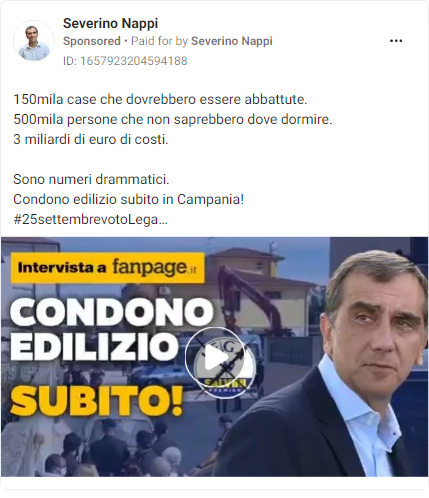 Severino Nappi
Sponsored • Paid for by Severino Nappi
ID: 1657923204594188
150mila case che dovrebbero essere abbattute.
500mila persone che non saprebbero dove dormire.
3 miliardi di euro di costi.
Sono numeri drammatici.
Condono edilizio subito in Campania!
#25settembrevotoLega...
Intervista a fanpage.it
CONDONO
EDILIZIO
SUBITO!
SALVINI
PREMIER